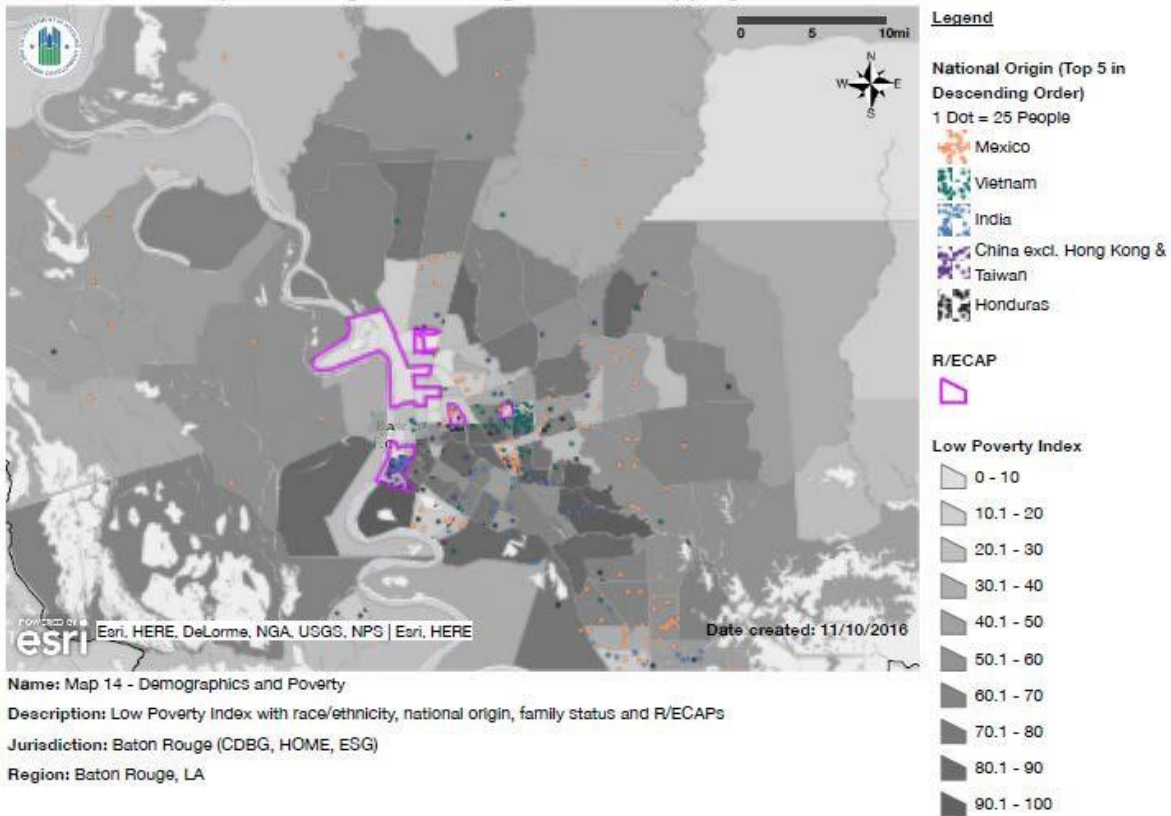 0 5 10mi
N
W E
S
Ba
Date created: 11/10/2016
POWERED BY
esri
Esri, HERE, DeLorme, NGA, USGS, NPS | Esri, HERE
Name: Map 14 - Demographics and Poverty
Description: Low Poverty Index with race/ethnicity, national origin, family status and R/ECAPs
Jurisdiction: Baton Rouge (CDBG, HOME, ESG)
Region: Baton Rouge, LA
Legend
National Origin (Top 5 in
Descending Order)
1 Dot = 25 People
Mexico
Vietnam
India
China excl. Hong Kong &
Taiwan
Honduras
R/ECAP
Low Poverty Index
0 - 10
10.1 - 20
20.1 - 30
30.1 - 40
40.1 - 50
50.1 - 60
60.1 - 70
70.1 - 80
80.1 - 90
90.1 - 100